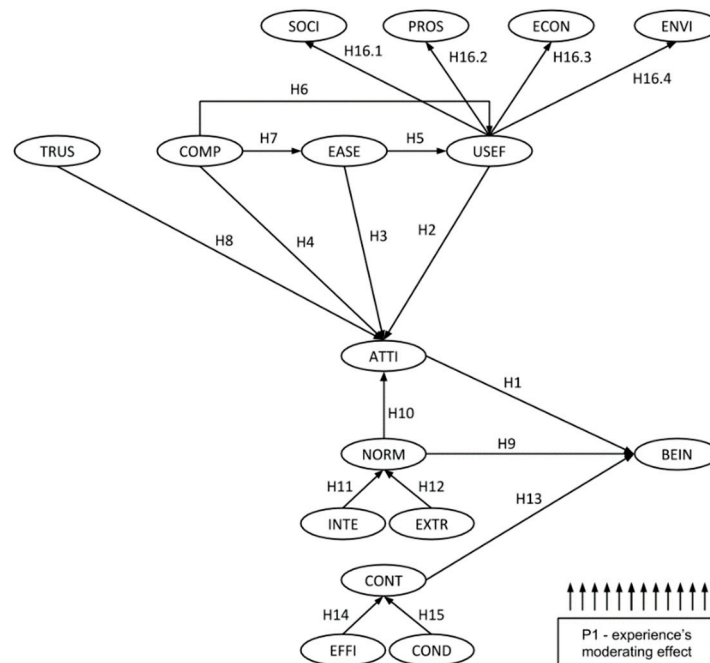 SOCI PROS ECON ENVI
H16.1 H16.2 H16.3 H16.4
H6
TRUS COMP H7 EASE H5 USEF
H8 H4 H3 H2
ATTI
H1
H10
NORM H9 BEIN
H11 H12 H13
INTE EXTR
CONT
H14 H15
EFFI COND
P1 - experience's
moderating effect